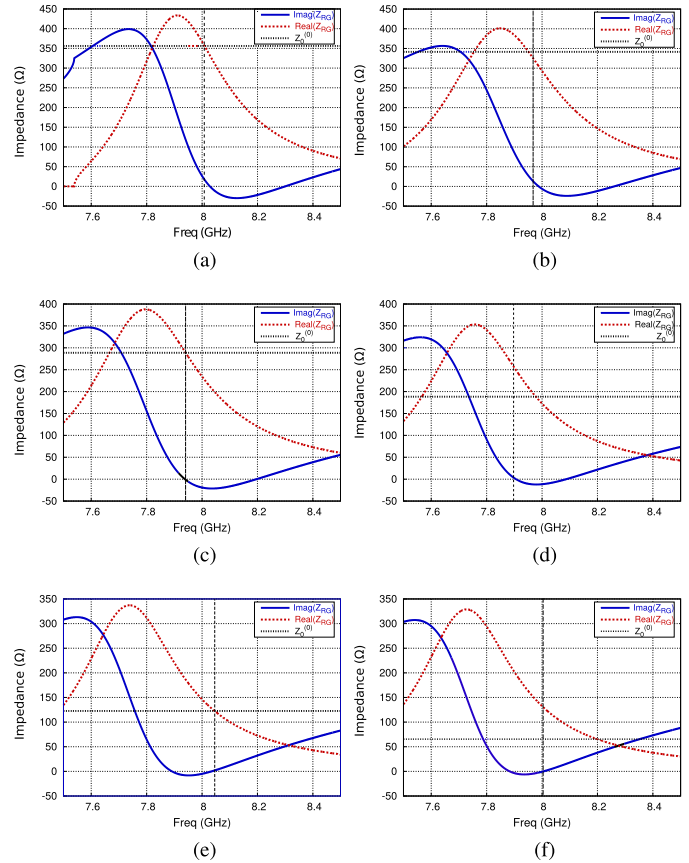 450
400
350
300
250
200
150
100
50
0
-50
Impedance (Ω)
7.6 7.8 8 8.2 8.4
Freq (GHz)
Imag(Z_RG)
Real(Z_RG)
Z_0^(0)
(a)
450
400
350
300
250
200
150
100
50
0
-50
Impedance (Ω)
7.6 7.8 8 8.2 8.4
Freq (GHz)
Imag(Z_RG)
Real(Z_RG)
Z_0^(0)
(b)
400
350
300
250
200
150
100
50
0
-50
Impedance (Ω)
7.6 7.8 8 8.2 8.4
Freq (GHz)
Imag(Z_RG)
Real(Z_RG)
Z_0^(0)
(c)
400
350
300
250
200
150
100
50
0
-50
Impedance (Ω)
7.6 7.8 8 8.2 8.4
Freq (GHz)
Imag(Z_RG)
Real(Z_RG)
Z_0^(0)
(d)
350
300
250
200
150
100
50
0
-50
Impedance (Ω)
7.6 7.8 8 8.2 8.4
Freq (GHz)
Imag(Z_RG)
Real(Z_RG)
Z_0^(0)
(e)
350
300
250
200
150
100
50
0
-50
Impedance (Ω)
7.6 7.8 8 8.2 8.4
Freq (GHz)
Imag(Z_RG)
Real(Z_RG)
Z_0^(0)
(f)